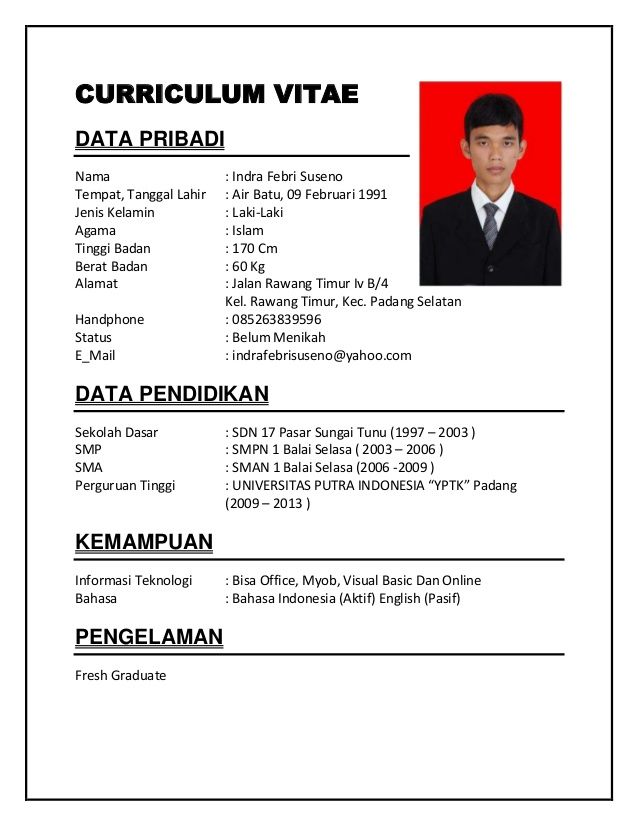 CURRICULUM VITAE
DATA PRIBADI
Nama : Indra Febri Suseno
Tempat, Tanggal Lahir : Air Batu, 09 Februari 1991
Jenis Kelamin : Laki-Laki
Agama : Islam
Tinggi Badan : 170 Cm
Berat Badan : 60 Kg
Alamat : Jalan Rawang Timur Iv B/4
Kel. Rawang Timur, Kec. Padang Selatan
Handphone : 085263839596
Status : Belum Menikah
E_Mail : indrafebrisuseno@yahoo.com
DATA PENDIDIKAN
Sekolah Dasar : SDN 17 Pasar Sungai Tunu (1997 – 2003 )
SMP : SMPN 1 Balai Selasa ( 2003 – 2006 )
SMA : SMAN 1 Balai Selasa (2006 -2009 )
Perguruan Tinggi : UNIVERSITAS PUTRA INDONESIA “YPTK” Padang
(2009 – 2013 )
KEMAMPUAN
Informasi Teknologi : Bisa Office, Myob, Visual Basic Dan Online
Bahasa : Bahasa Indonesia (Aktif) English (Pasif)
PENGELAMAN
Fresh Graduate